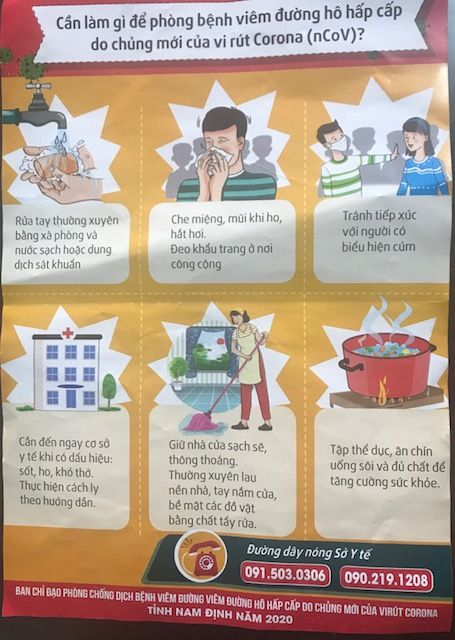 Cần làm gì để phòng bệnh viêm đường hô hấp cấp
do chủng mới của vi rút Corona (nCoV)?
Rửa tay thường xuyên
bằng xà phòng và
nước sạch hoặc dung
dịch sát khuẩn
Che miệng, mũi khi ho,
hắt hơi.
Đeo khẩu trang ở nơi
công cộng
Tránh tiếp xúc
với người có
biểu hiện cúm
Cần đến ngay cơ sở
y tế khi có dấu hiệu:
sốt, ho, khó thở.
Thực hiện cách ly
theo hướng dẫn.
Giữ nhà cửa sạch sẽ,
thông thoáng.
Thường xuyên lau
nền nhà, tay nắm cửa,
bề mặt các đồ vật
bằng chất tẩy rửa.
Tập thể dục, ăn chín
uống sôi và đủ chất để
tăng cường sức khỏe.
Đường dây nóng Sở Y tế
091.503.0306 090.219.1208
BAN CHỈ ĐẠO PHÒNG CHỐNG DỊCH BỆNH VIÊM ĐƯỜNG VIÊM ĐƯỜNG HÔ HẤP CẤP DO CHỦNG MỚI CỦA VIRÚT CORONA
TỈNH NAM ĐỊNH NĂM 2020